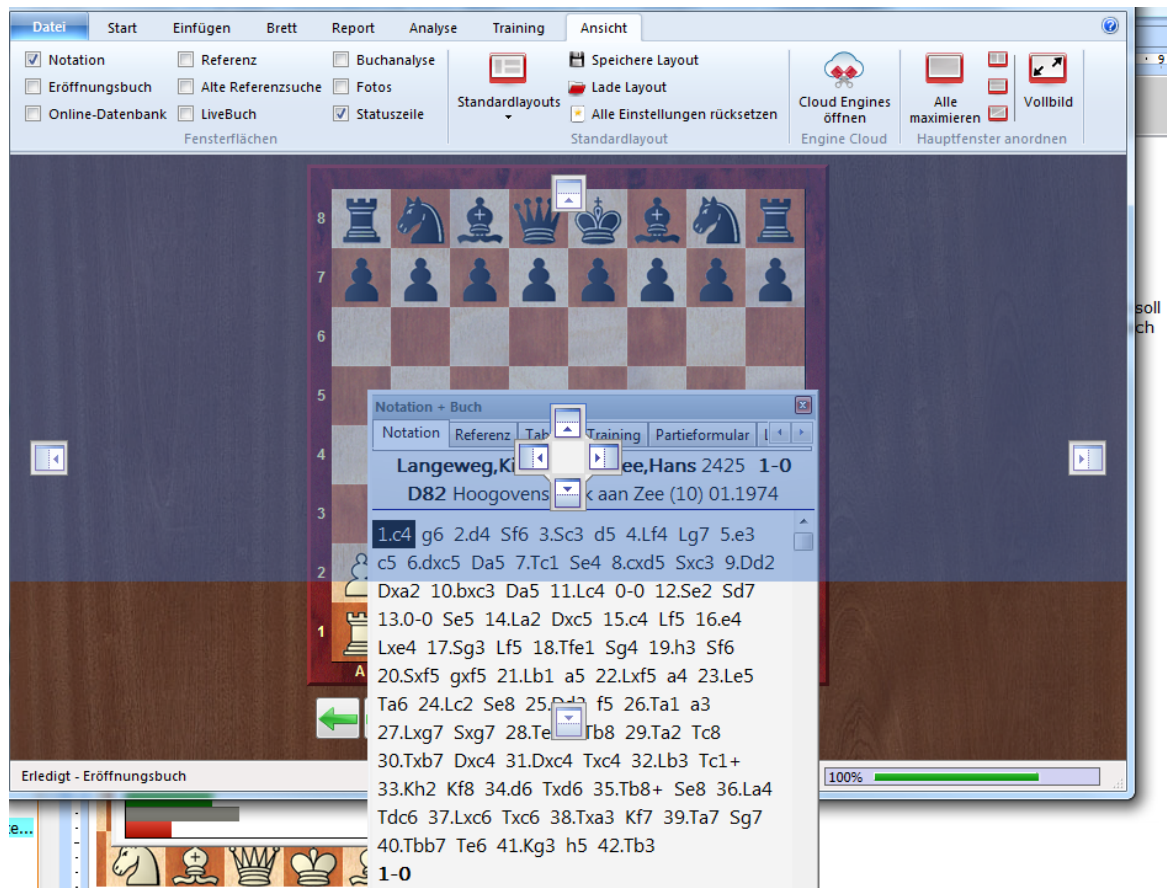 Datei Start Einfügen Brett Report Analyse Training Ansicht
Notation Referenz Buchanalyse
Eröffnungsbuch Alte Referenzsuche Fotos
Online-Datenbank LiveBuch Statuszeile
Fensterflächen
Standardlayouts
Speichere Layout
Lade Layout
Alle Einstellungen rücksetzen
Standardlayout
Cloud Engines
öffnen
Engine Cloud
Alle
maximieren
Vollbild
Hauptfenster anordnen
9
soll
ch
8
7
6
5
4
3
2
1
A
Notation + Buch
Notation Referenz Training Partieformular
Hans 2425 1-0
D82 Hoogovens aan Zee (10) 01.1974
1.c4 g6 2.d4 Sf6 3.Sc3 d5 4.Lf4 Lg7 5.e3
c5 6.dxc5 Da5 7.Tc1 Se4 8.cxd5 Sxc3 9.Dd2
Dxa2 10.bxc3 Da5 11.Lc4 0-0 12.Se2 Sd7
13.0-0 Se5 14.La2 Dxc5 15.c4 Lf5 16.e4
Lxe4 17.Sg3 Lf5 18.Tfe1 Sg4 19.h3 Sf6
20.Sxf5 gxf5 21.Lb1 a5 22.Lxf5 a4 23.Le5
Ta6 24.Lc2 Se8 f5 26.Ta1 a3
27.Lxg7 Sxg7 Tb8 29.Ta2 Tc8
30.Txb7 Dxc4 31.Dxc4 Txc4 32.Lb3 Tc1+
33.Kh2 Kf8 34.d6 Txd6 35.Tb8+ Se8 36.La4
Tdc6 37.Lxc6 Txc6 38.Txa3 Kf7 39.Ta7 Sg7
40.Tbb7 Te6 41.Kg3 h5 42.Tb3
1-0
Erledigt - Eröffnungsbuch
100%